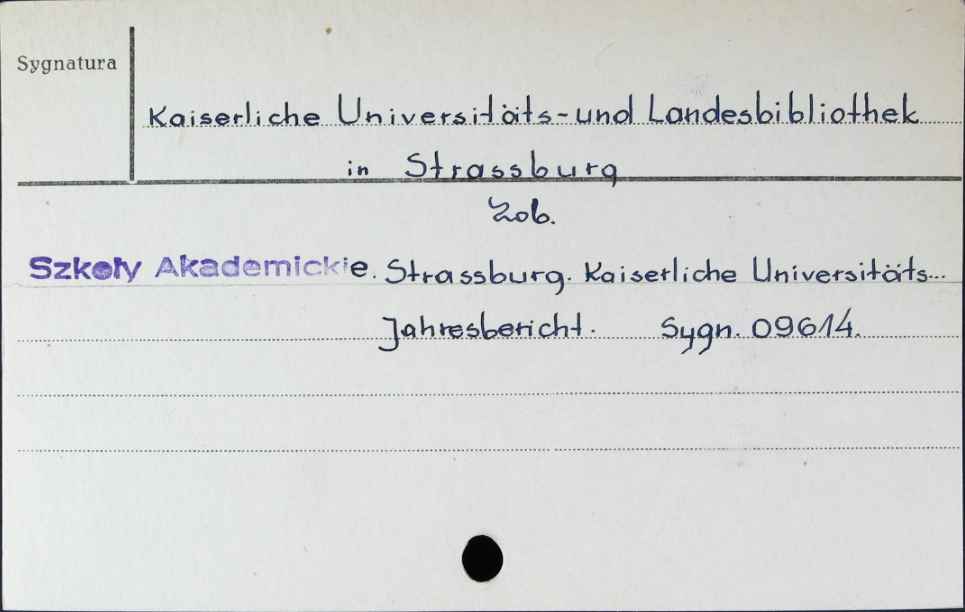 Sygnatura
Kaiserliche Universitäts-und Landesbibliothek
in Strassburg
Zob.
Szkoły Akademickie. Strassburg. Kaiserliche Universitäts...
Jahresbericht. Sygn. 09614.